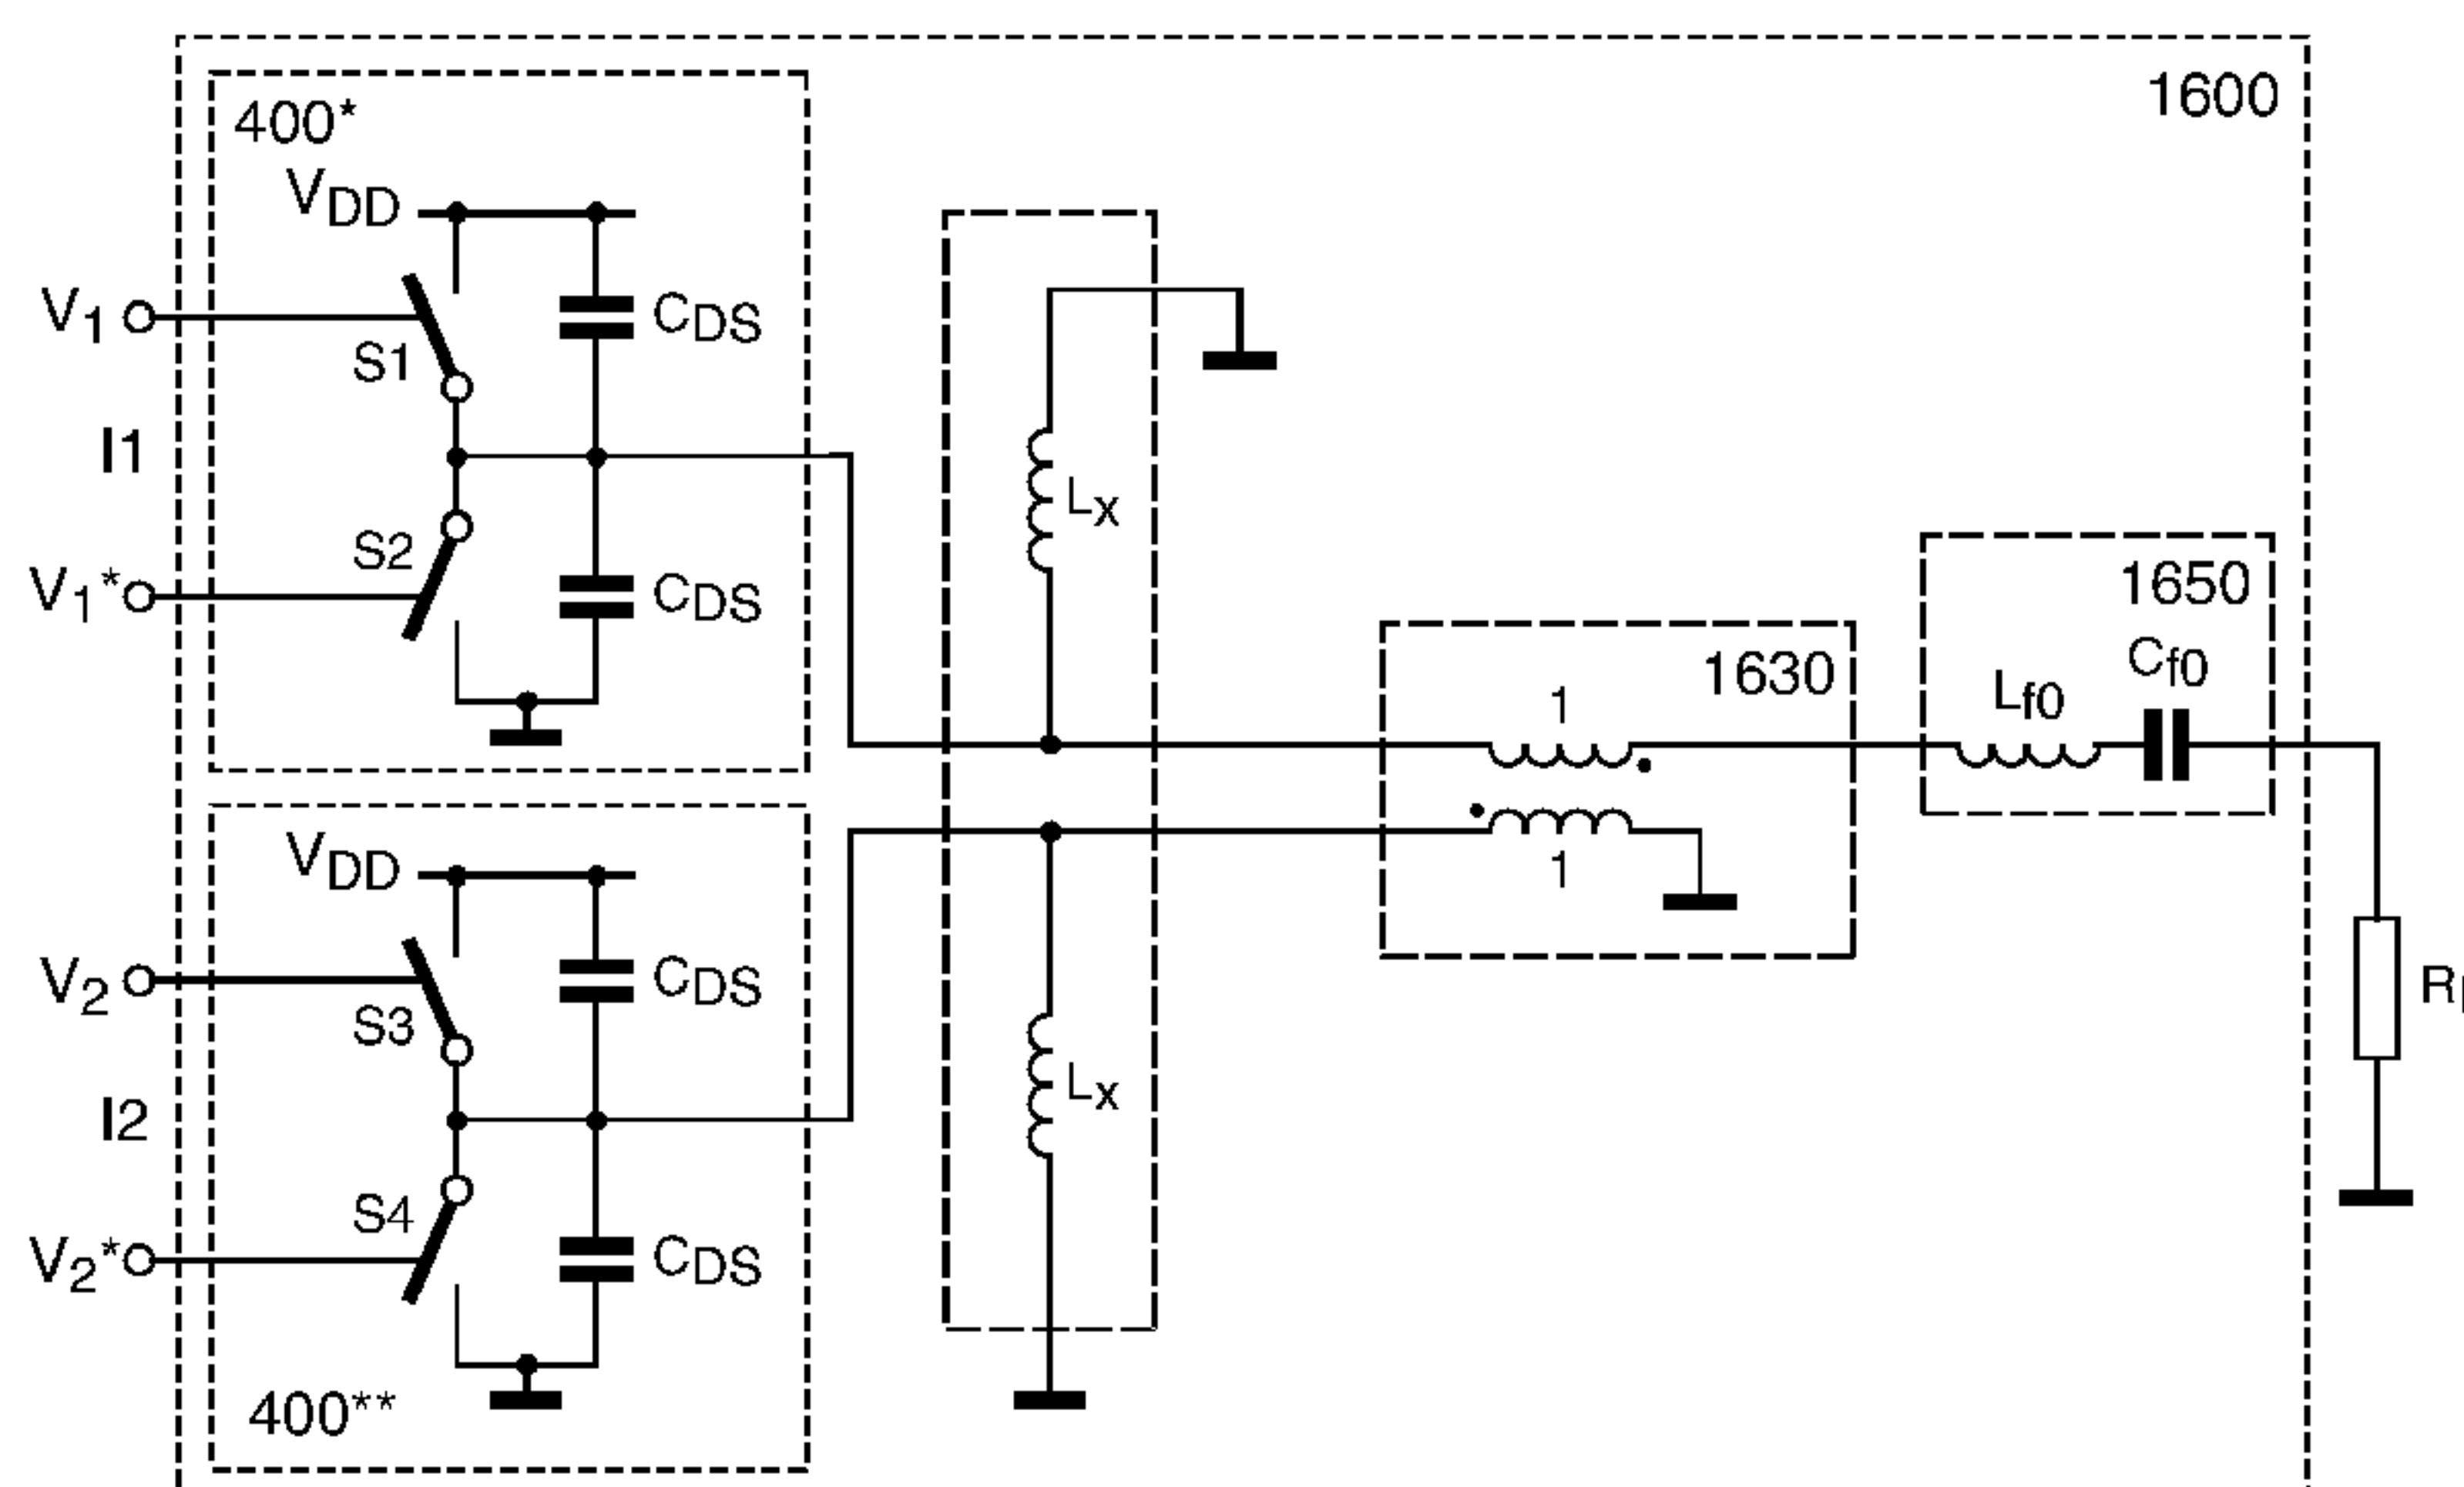 1600
400*
VDD
V1
S1
CDS
I1
S2
CDS
V1*
LX
1650
Cf0
Lf0
1630
1
1
VDD
V2
S3
CDS
I2
S4
CDS
V2*
LX
400**